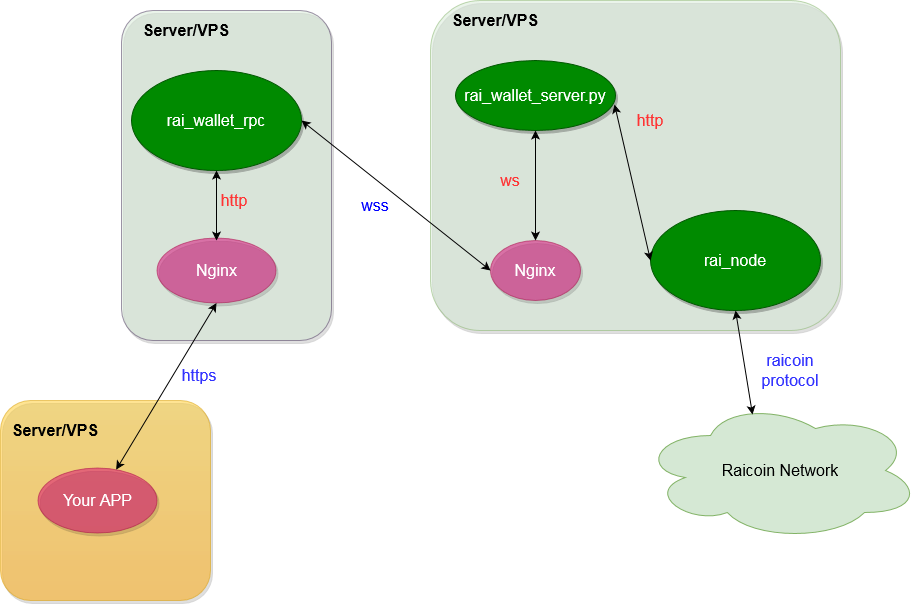 Server/VPS
rai_wallet_rpc
http
Nginx
Server/VPS
rai_wallet_server.py
http
ws
wss
Nginx
rai_node
https
raicoin
protocol
Server/VPS
Your APP
Raicoin Network